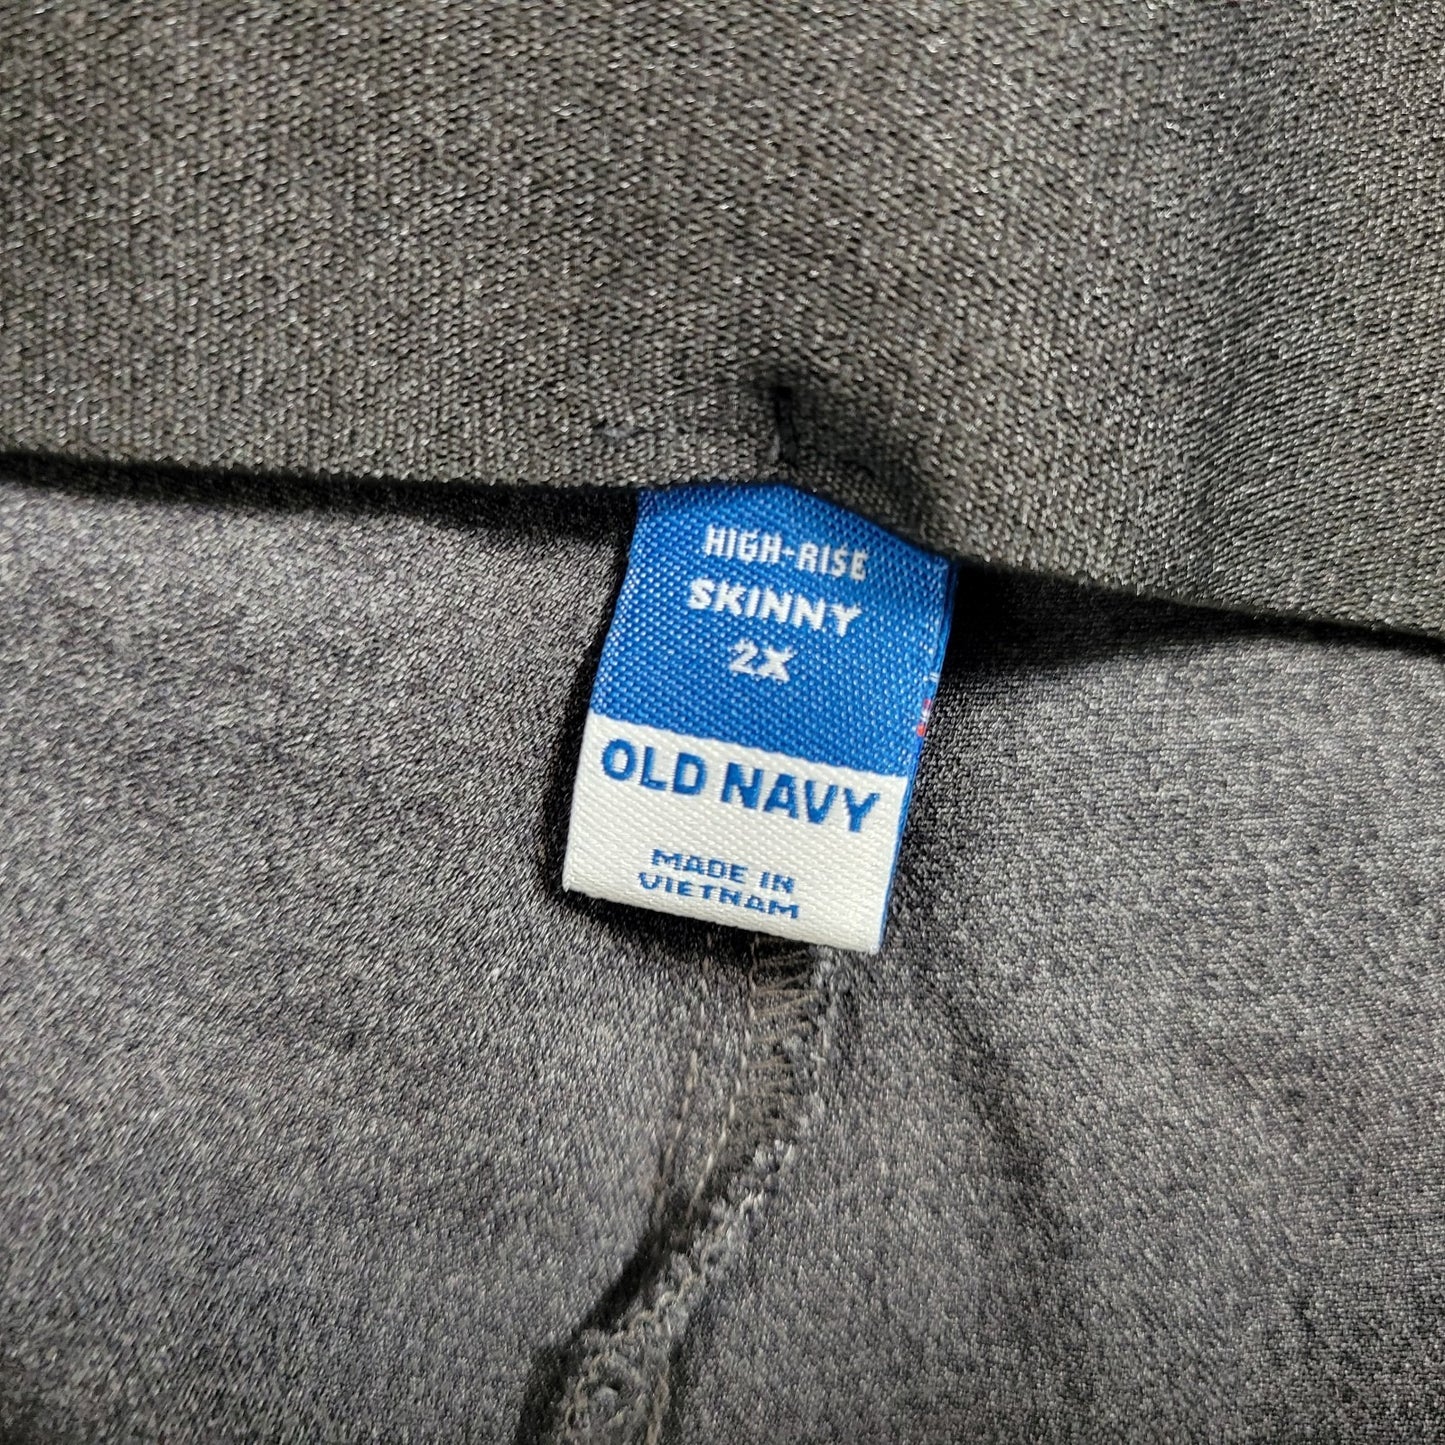 HIGH-RISE
SKINNY
2X
OLD NAVY
MADE IN
VIETNAM